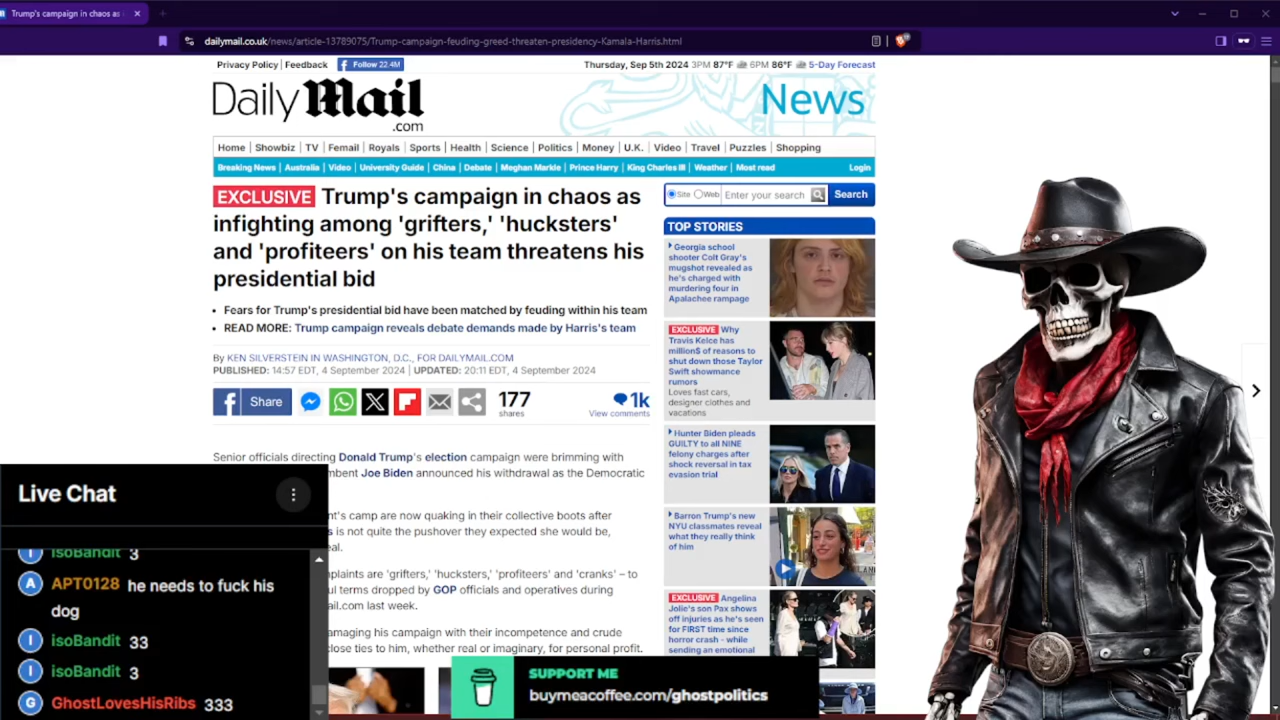 Trump's campaign in chaos as
dailymail.co.uk/news/article-13789075/Trump-campaign-feuding-greed-threaten-presidency-Kamala-Harris.html
Privacy Policy | Feedback
Follow 22.4M
Thursday, Sep 5th 2024 3PM 87°F 6PM 86°F 5-Day Forecast
Daily Mail
.com
News
Home | Showbiz | TV | Femail | Royals | Sports | Health | Science | Politics | Money | U.K. | Video | Travel | Puzzles | Shopping
Breaking News | Australia | Video | University Guide | China | Debate | Meghan Markle | Prince Harry | King Charles III | Weather | Most read
Login
EXCLUSIVE Trump's campaign in chaos as
infighting among 'grifters,' 'hucksters'
and 'profiteers' on his team threatens his
presidential bid
• Fears for Trump's presidential bid have been matched by feuding within his team
• READ MORE: Trump campaign reveals debate demands made by Harris's team
By KEN SILVERSTEIN IN WASHINGTON, D.C., FOR DAILYMAIL.COM
PUBLISHED: 14:57 EDT, 4 September 2024 | UPDATED: 20:11 EDT, 4 September 2024
Share
177
shares
1k
View comments
Senior officials directing Donald Trump's election campaign were brimming with
Joe Biden announced his withdrawal as the Democratic
camp are now quaking in their collective boots after
is not quite the pushover they expected she would be,
are 'grifters,' 'hucksters,' 'profiteers' and 'cranks' – to
terms dropped by GOP officials and operatives during
last week.
his campaign with their incompetence and crude
close ties to him, whether real or imaginary, for personal profit.
Site Web Enter your search Search
TOP STORIES
Georgia school
shooter Colt Gray's
mugshot revealed as
he's charged with
murdering four in
Apalachee rampage
EXCLUSIVE Why
Travis Kelce has
million$ of reasons to
shut down those Taylor
Swift showmance
rumors
Loves fast cars,
designer clothes and
vacations
Hunter Biden pleads
GUILTY to all NINE
felony charges after
shock reversal in tax
evasion trial
Barron Trump's new
NYU classmates reveal
what they really think
of him
EXCLUSIVE Angelina
Jolie's son Pax shows
off injuries as he's seen
for FIRST time since
horror crash - while
sending an emotional
Live Chat
isoBandit 3
A APT0128 he needs to fuck his
dog
I isoBandit 33
I isoBandit 3
G GhostLovesHisRibs 333
SUPPORT ME
buymeacoffee.com/ghostpolitics